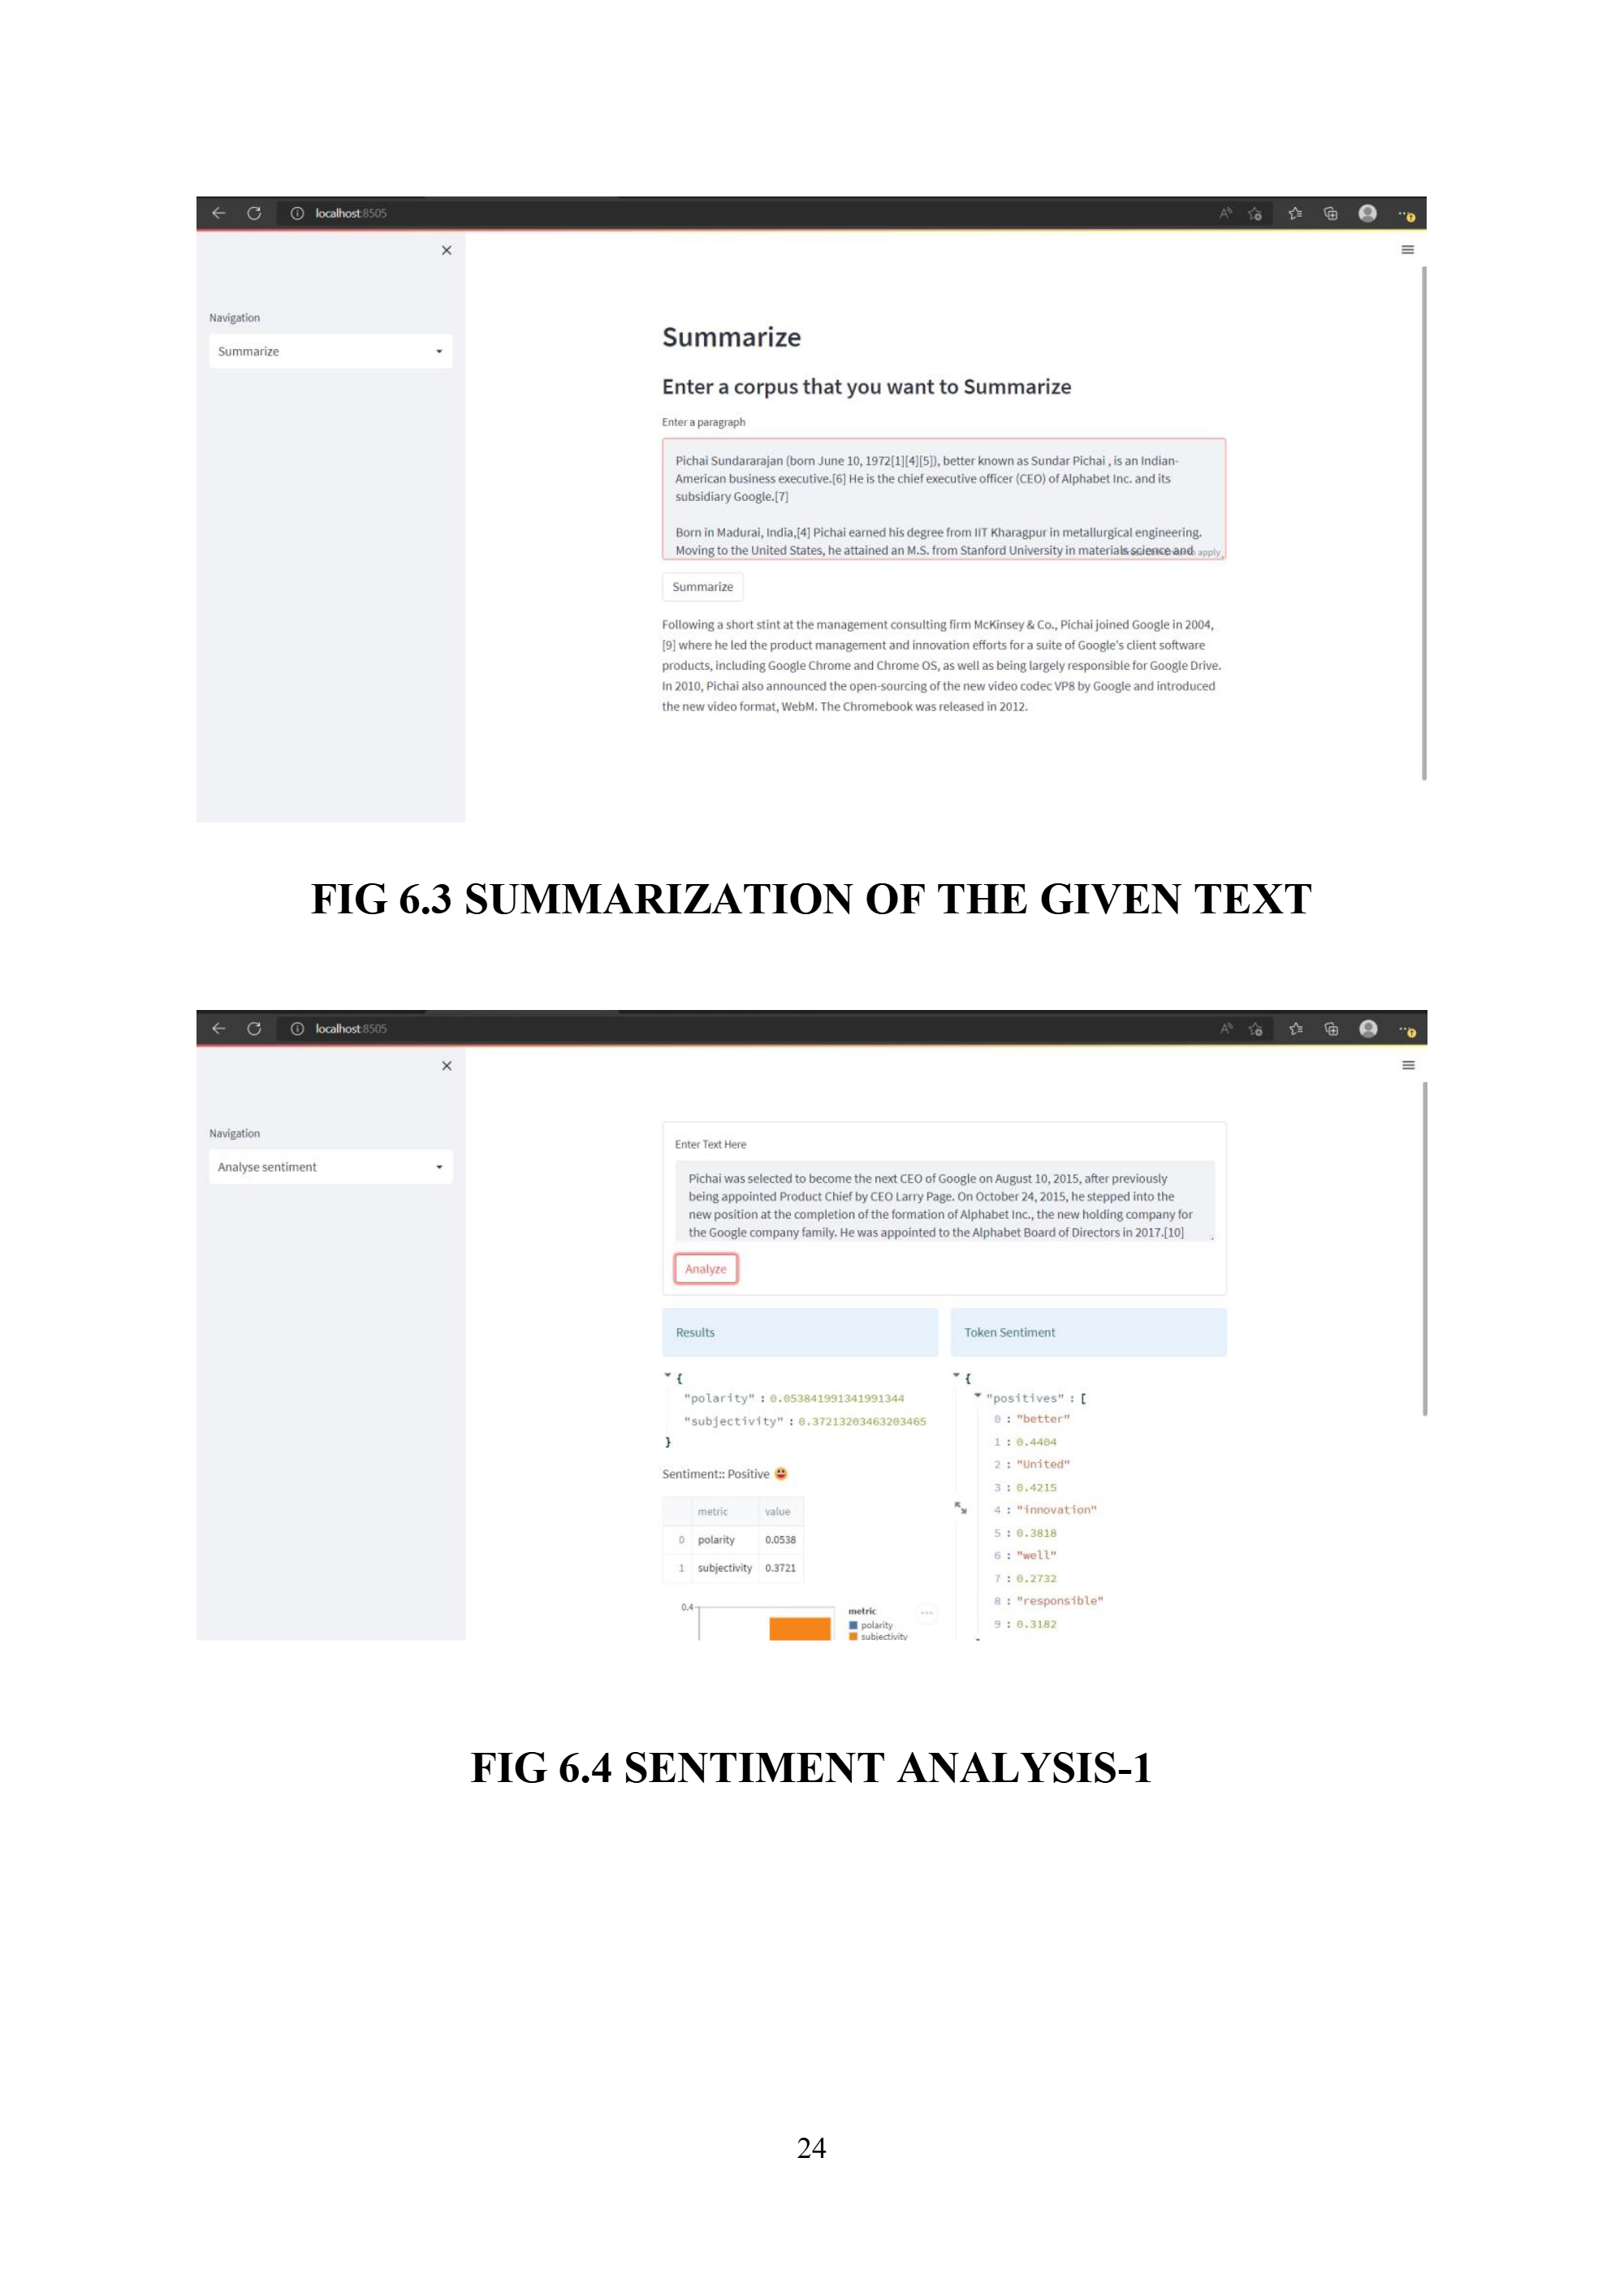 localhost:8505
Navigation
Summarize
Summarize
Enter a corpus that you want to Summarize
Enter a paragraph
Pichai Sundararajan (born June 10, 1972[1][4][5]), better known as Sundar Pichai , is an Indian-
American business executive.[6] He is the chief executive officer (CEO) of Alphabet Inc. and its
subsidiary Google.[7]
Born in Madurai, India,[4] Pichai earned his degree from IIT Kharagpur in metallurgical engineering.
Moving to the United States, he attained an M.S. from Stanford University in materials science and apply
Summarize
Following a short stint at the management consulting firm McKinsey & Co., Pichai joined Google in 2004,
[9] where he led the product management and innovation efforts for a suite of Google's client software
products, including Google Chrome and Chrome OS, as well as being largely responsible for Google Drive.
In 2010, Pichai also announced the open-sourcing of the new video codec VP8 by Google and introduced
the new video format, WebM. The Chromebook was released in 2012.
FIG 6.3 SUMMARIZATION OF THE GIVEN TEXT
localhost:8505
Navigation
Analyse sentiment
Enter Text Here
Pichai was selected to become the next CEO of Google on August 10, 2015, after previously
being appointed Product Chief by CEO Larry Page. On October 24, 2015, he stepped into the
new position at the completion of the formation of Alphabet Inc., the new holding company for
the Google company family. He was appointed to the Alphabet Board of Directors in 2017.[10]
Analyze
Results
{
"polarity" : 0.053841991341991344
"subjectivity" : 0.37213203463203465
}
Sentiment:: Positive 😃
metric value
0 polarity 0.0538
1 subjectivity 0.3721
0.4
metric
polarity
subjectivity
Token Sentiment
{
"positives" : [
0 : "better"
1 : 0.4404
2 : "United"
3 : 0.4215
4 : "innovation"
5 : 0.3818
6 : "well"
7 : 0.2732
8 : "responsible"
9 : 0.3182
FIG 6.4 SENTIMENT ANALYSIS-1
24